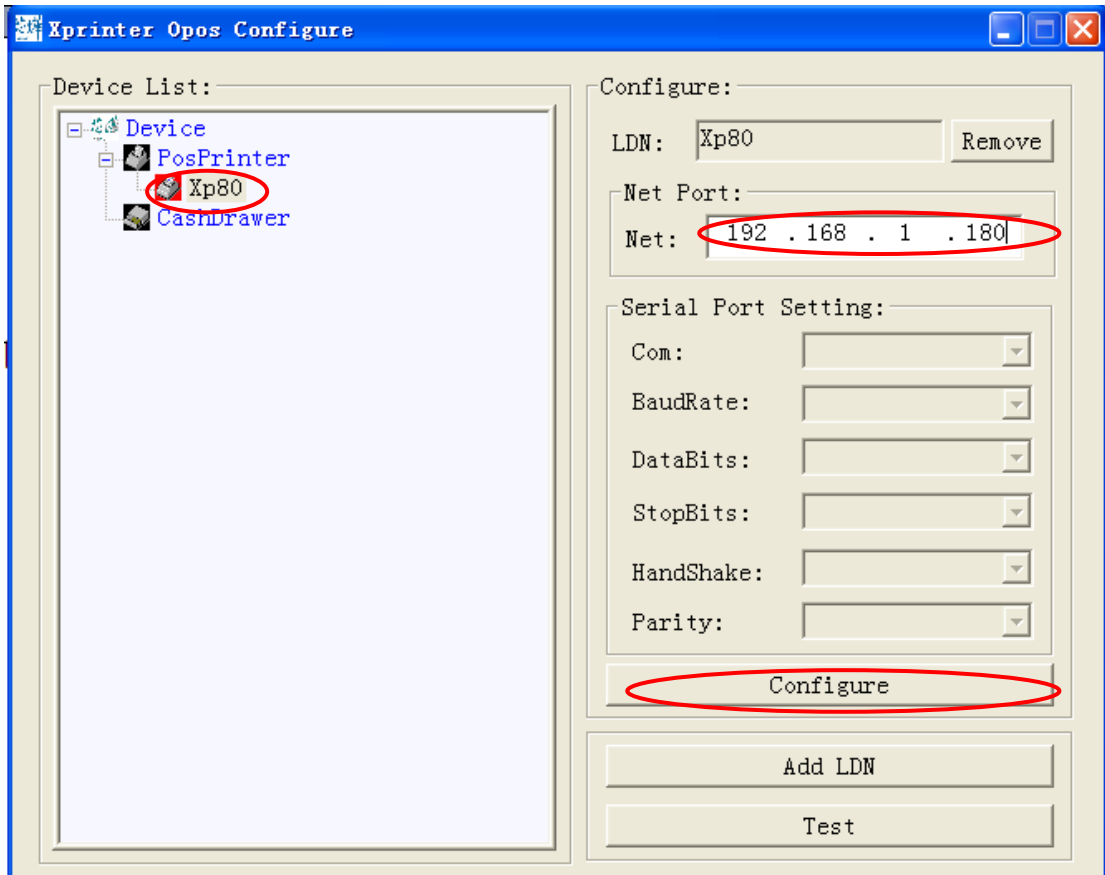 Xprinter Opos Configure
Device List:
Device
PosPrinter
Xp80
CashDrawer
Configure:
LDN: Xp80 Remove
Net Port:
Net: 192 . 168 . 1 . 180
Serial Port Setting:
Com:
BaudRate:
DataBits:
StopBits:
HandShake:
Parity:
Configure
Add LDN
Test